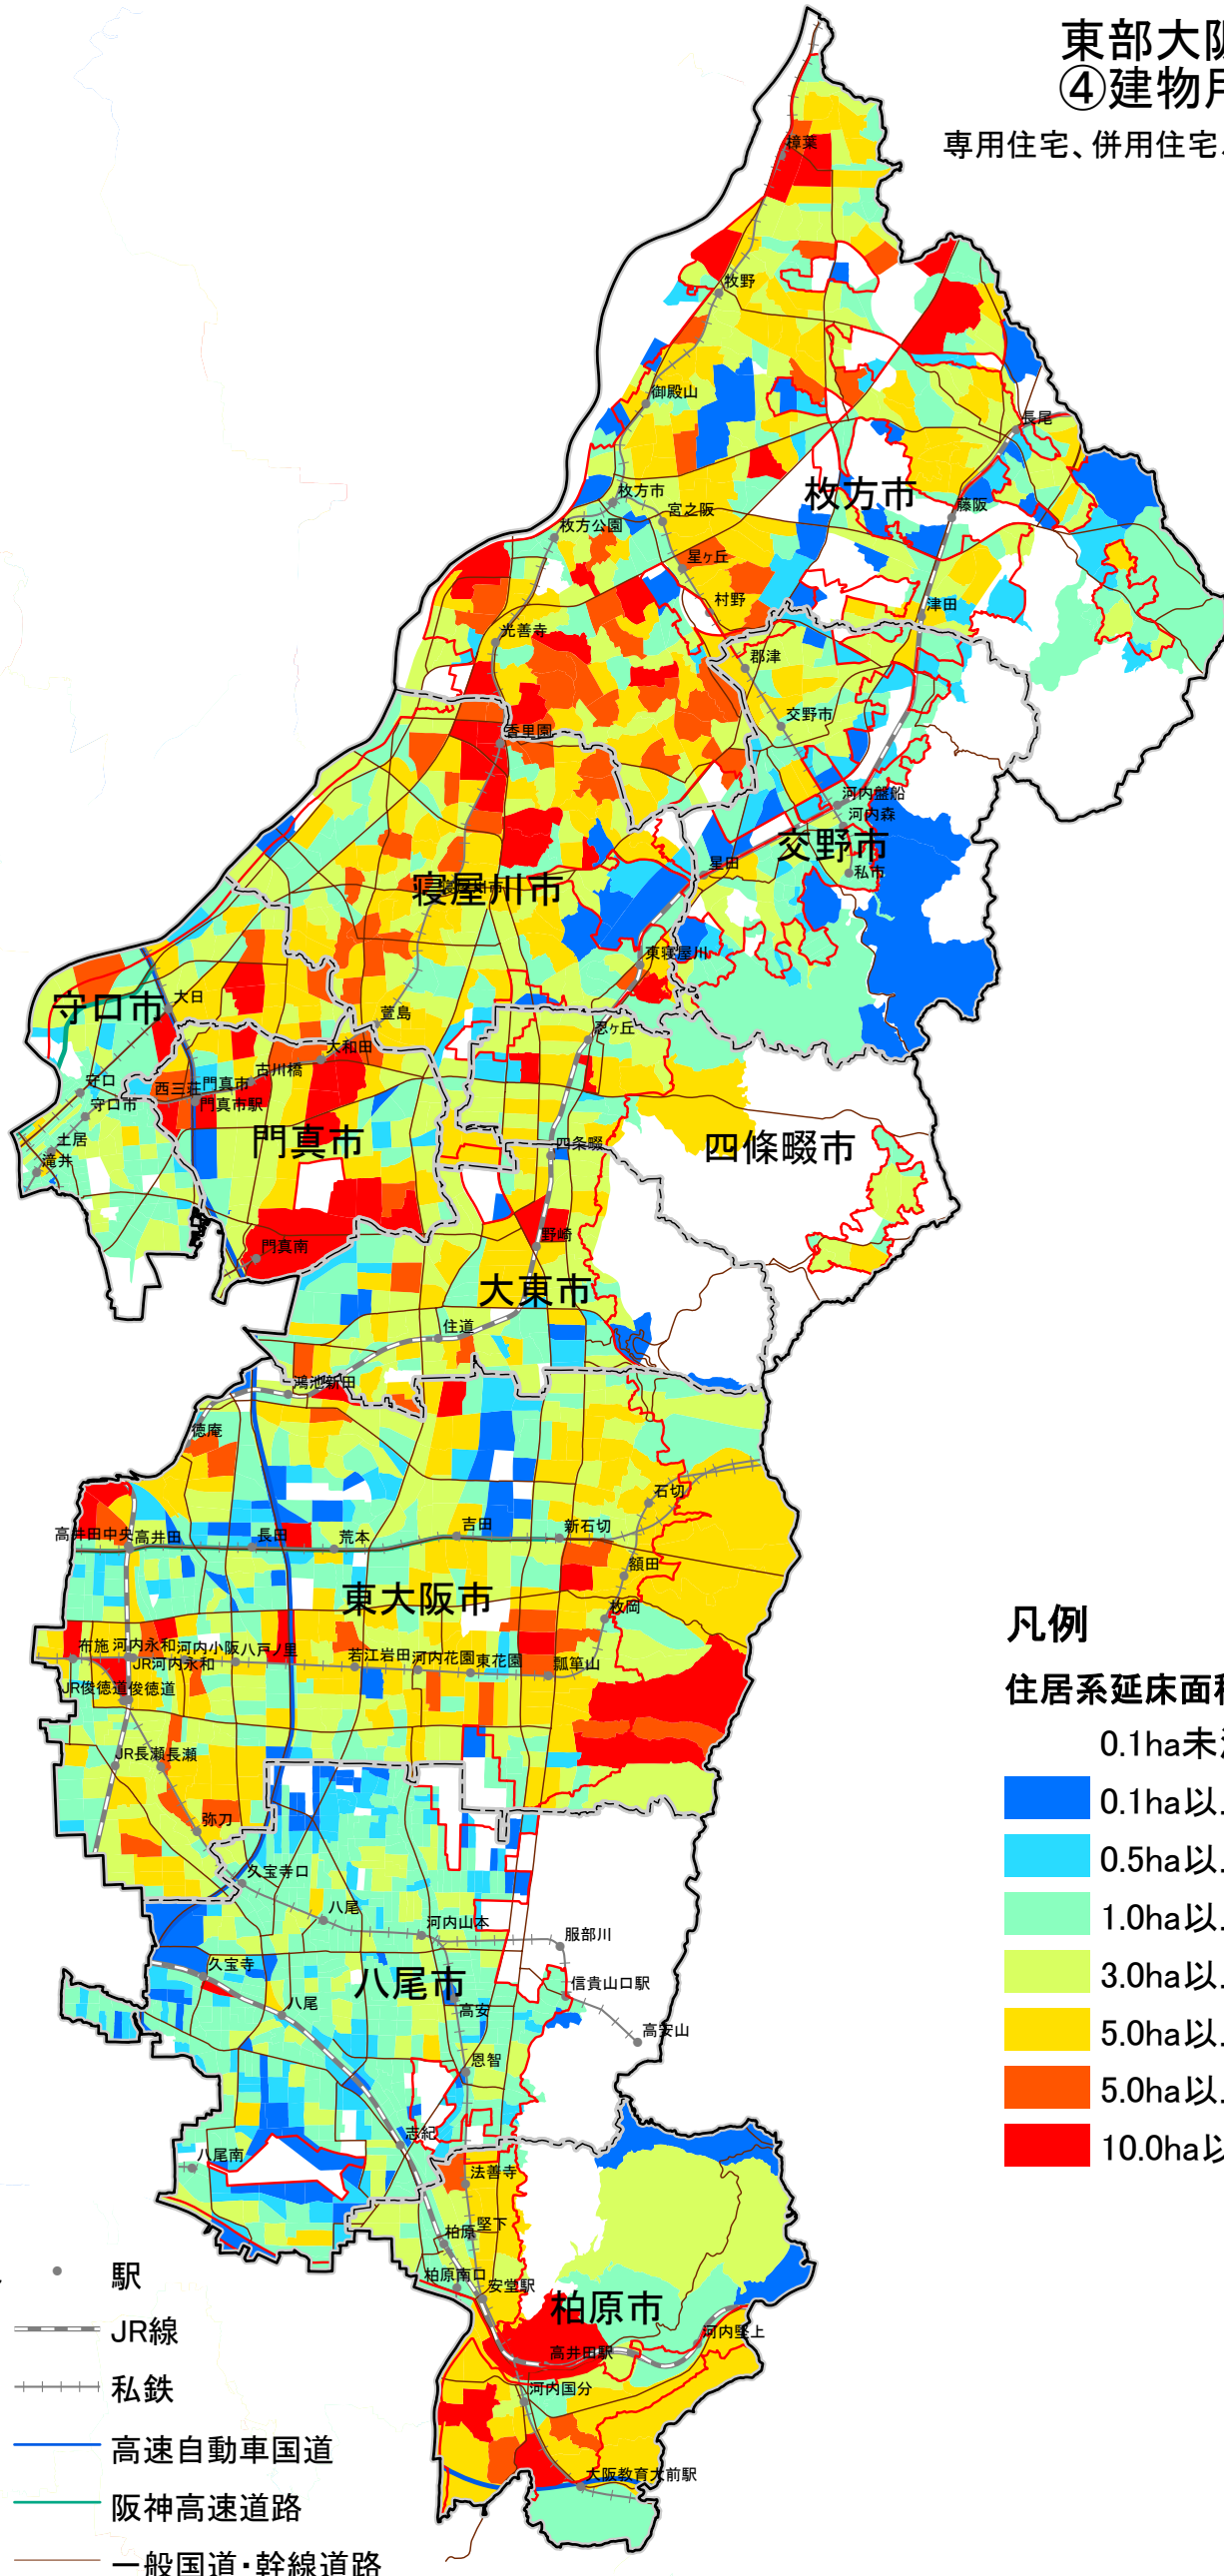 東部大阪
④建物用
専用住宅、併用住宅、
樟葉
牧野
御殿山
長尾
枚方市
枚方市
藤阪
宮之阪
枚方公園
星ヶ丘
村野
津田
光善寺
郡津
交野市
香里園
河内磐船
河内森
交野市
星田
私市
寝屋川市
東寝屋川
守口市
大日
萱島
忍ヶ丘
大和田
古川橋
西三荘
門真市
門真市駅
守口
守口市
門真市
四条畷
四條畷市
土居
滝井
門真南
野崎
大東市
住道
鴻池新田
徳庵
石切
高井田中央
高井田
長田
荒本
吉田
新石切
額田
東大阪市
枚岡
布施
河内永和
河内小阪
八戸ノ里
JR河内永和
若江岩田
河内花園
東花園
瓢箪山
JR俊徳道
俊徳道
JR長瀬
長瀬
弥刀
久宝寺口
八尾
河内山本
服部川
久宝寺
八尾市
信貴山口駅
八尾
高安
高安山
恩智
志紀
八尾南
法善寺
堅下
柏原
柏原南口
安堂駅
柏原市
高井田駅
河内堅上
河内国分
大阪教育大前駅
凡例
住居系延床面積
0.1ha未満
0.1ha以上
0.5ha以上
1.0ha以上
3.0ha以上
5.0ha以上
5.0ha以上
10.0ha以
駅
JR線
私鉄
高速自動車国道
阪神高速道路
一般国道・幹線道路